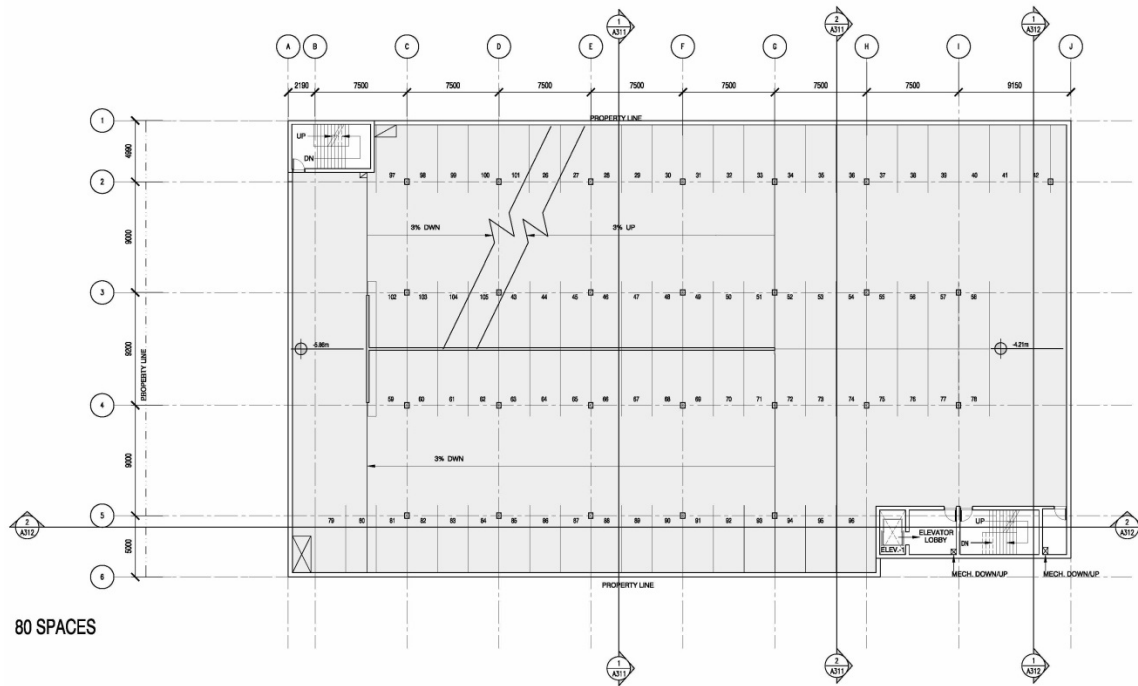 1
A311
2
A311
1
A312
A B C D E F G H I J
2190 7500 7500 7500 7500 7500 7500 7500 9150
PROPERTY LINE
1
UP
DN
4990
97 98 99 100 101 26 27 28 29 30 31 32 33 34 35 36 37 38 39 40 41 42
2
3% DWN
3% UP
9000
3
102 103 104 105 43 44 45 46 47 48 49 50 51 52 53 54 55 56 57 58
PROPERTY LINE
9200
-5.86m
-4.21m
4
59 60 61 62 63 64 65 66 67 68 69 70 71 72 73 74 75 76 77 78
9000
3% DWN
5
79 80 81 82 83 84 85 86 87 88 89 90 91 92 93 94 95 96
UP
2
A312
2
A312
ELEVATOR
LOBBY
DN
ELEV.-1
5000
6
MECH. DOWN/UP
MECH. DOWN/UP
PROPERTY LINE
80 SPACES
1
A311
2
A311
1
A312